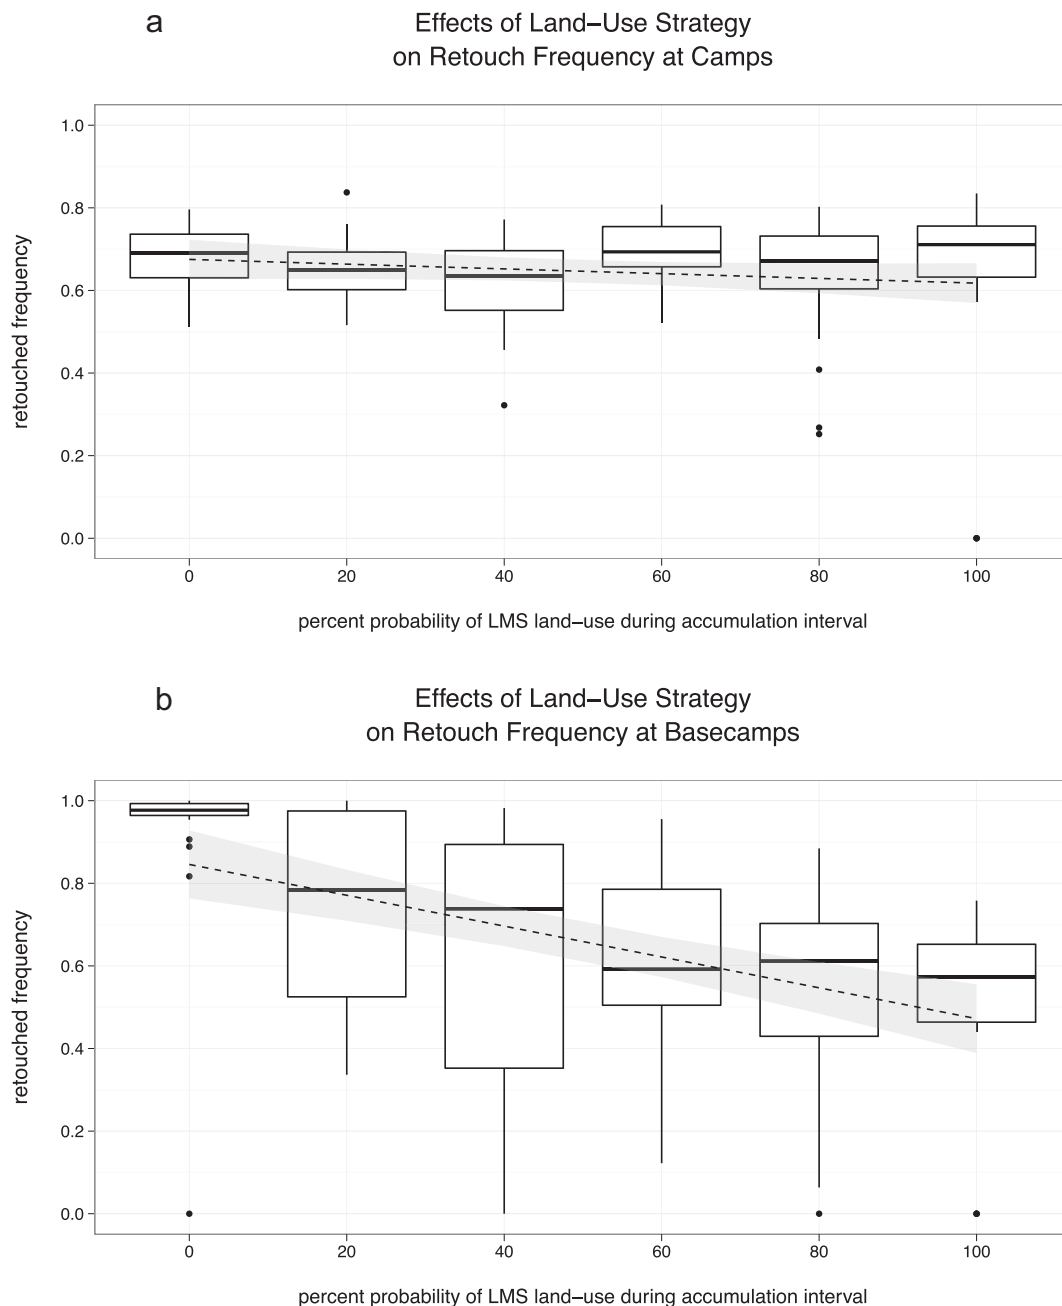 a
Effects of Land–Use Strategy
on Retouch Frequency at Camps
1.0
0.8
0.6
0.4
0.2
0.0
retouched frequency
0 20 40 60 80 100
percent probability of LMS land–use during accumulation interval
b
Effects of Land–Use Strategy
on Retouch Frequency at Basecamps
1.0
0.8
0.6
0.4
0.2
0.0
retouched frequency
0 20 40 60 80 100
percent probability of LMS land–use during accumulation interval